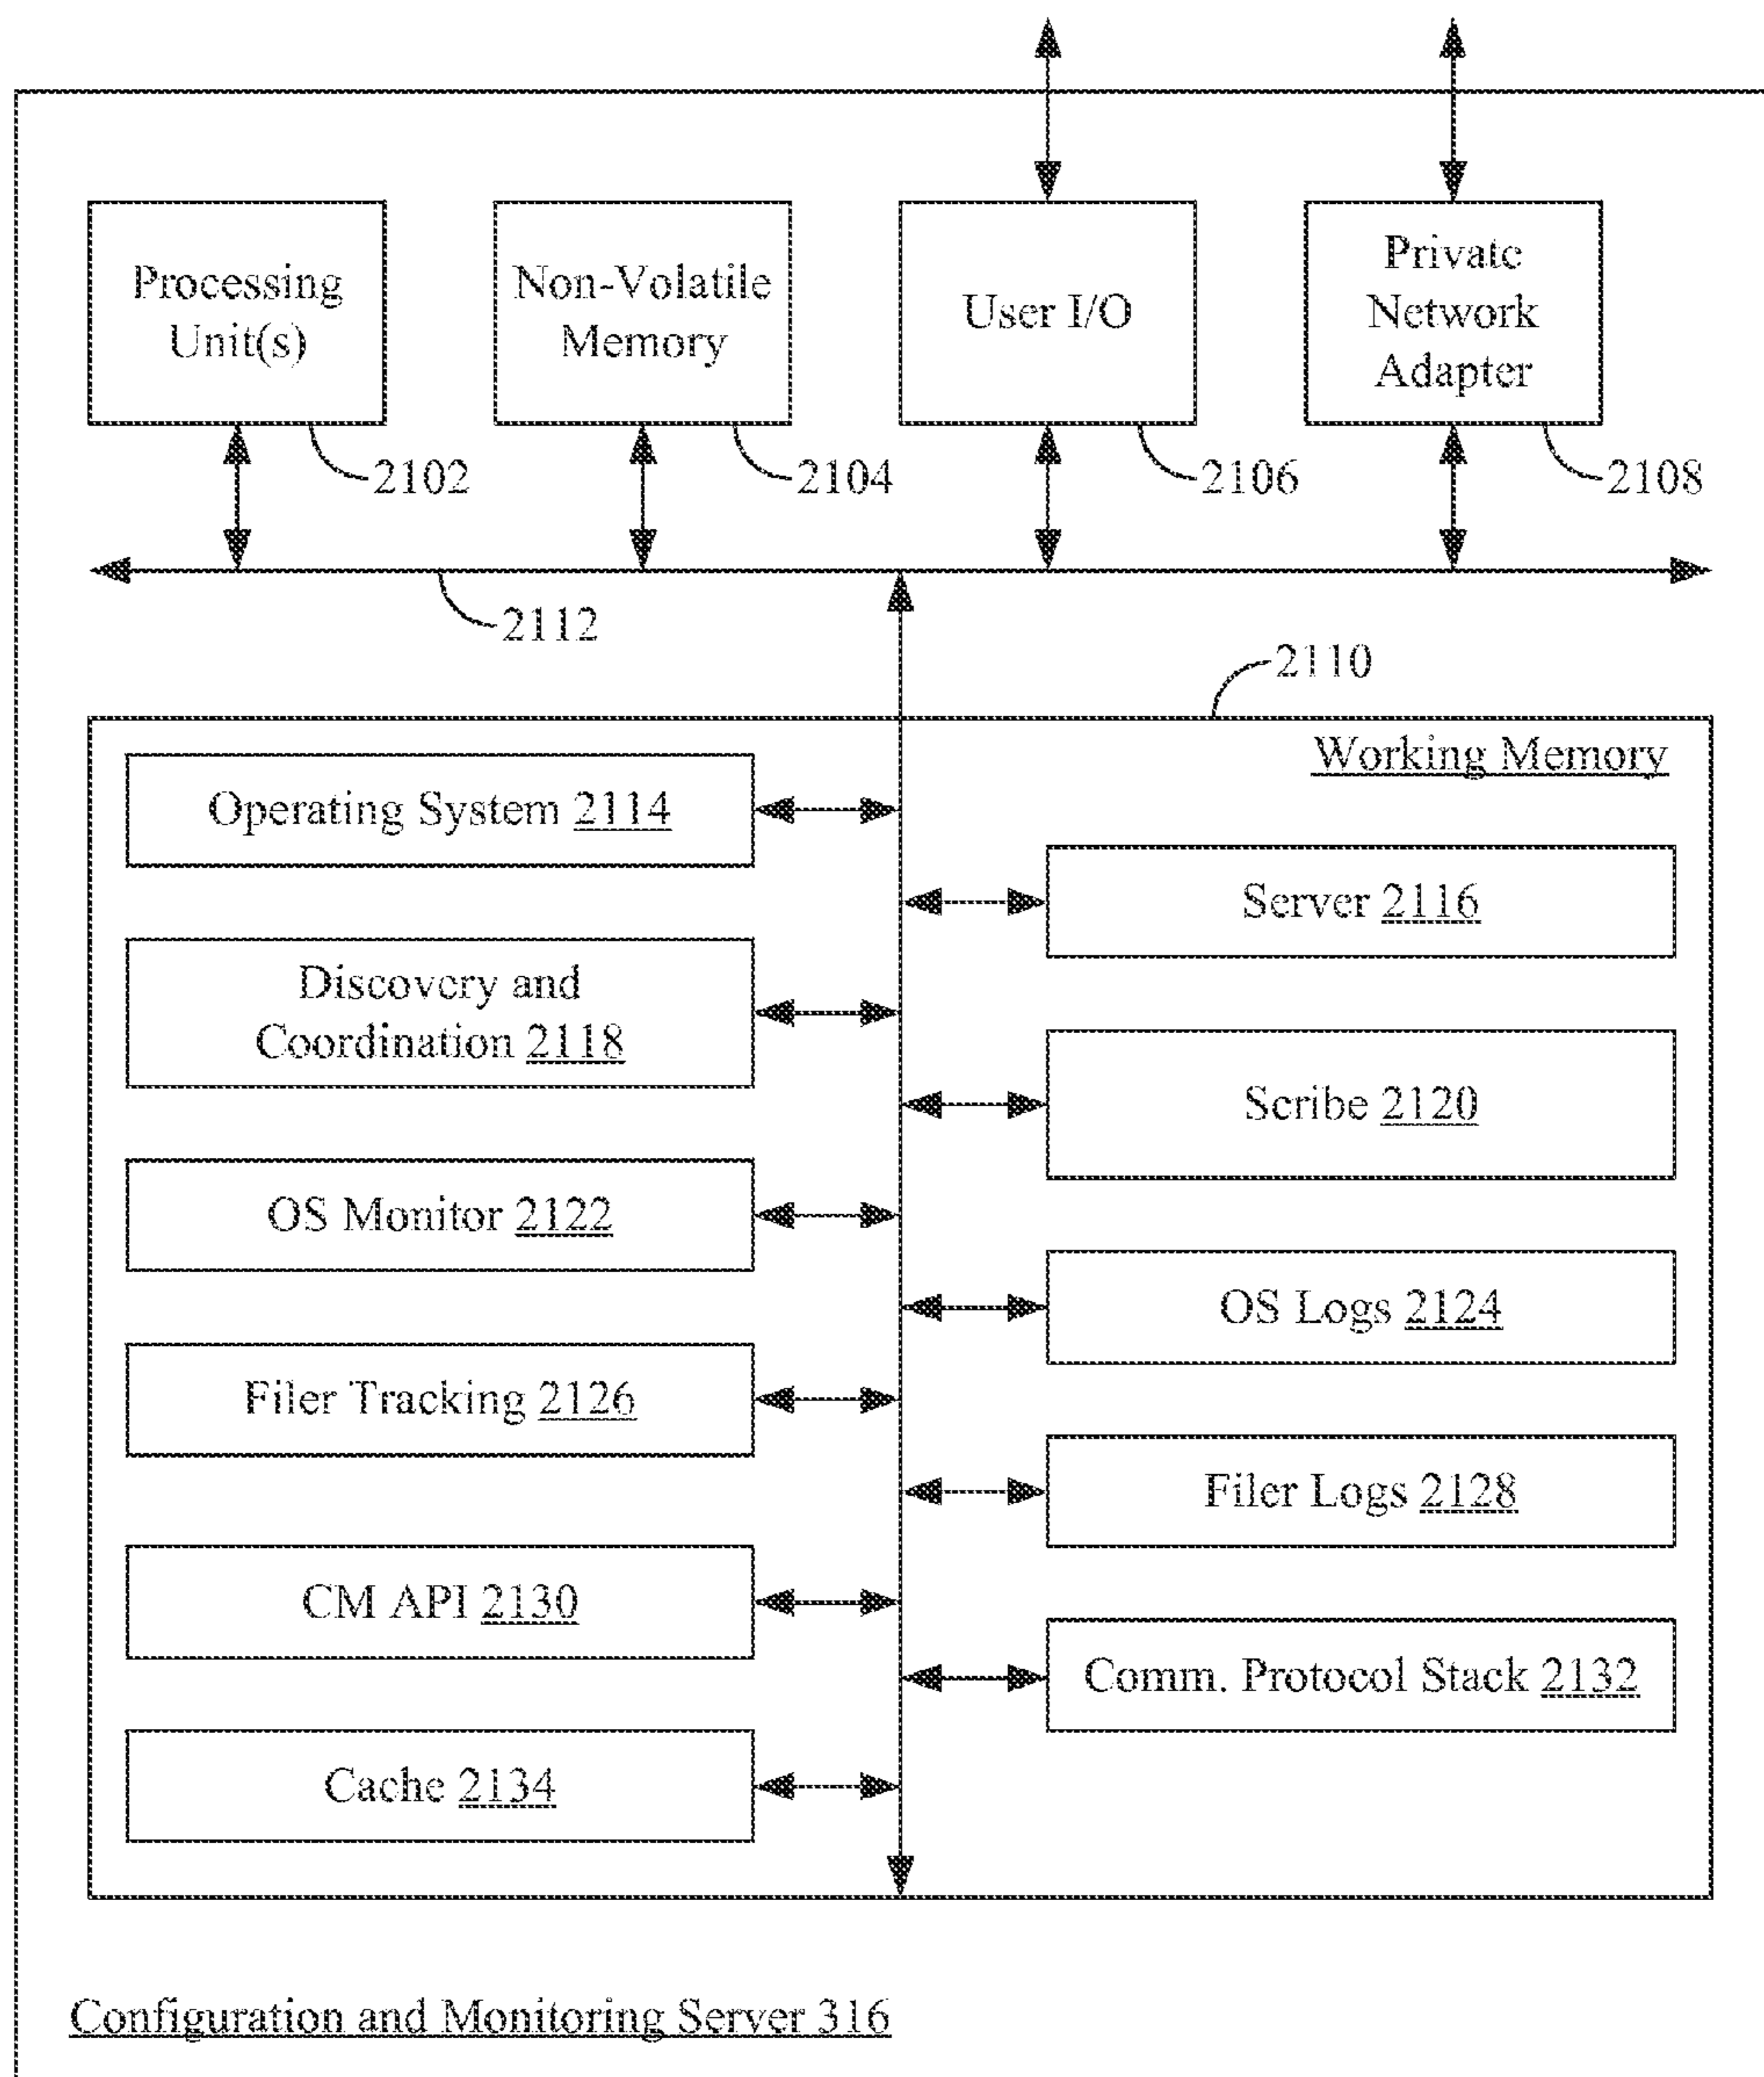 Processing
Unit(s)
Non-Volatile
Memory
User I/O
Private
Network
Adapter
2102
2104
2106
2108
2112
2110
Working Memory
Operating System 2114
Server 2116
Discovery and
Coordination 2118
Scribe 2120
OS Monitor 2122
OS Logs 2124
Filer Tracking 2126
Filer Logs 2128
CM API 2130
Comm. Protocol Stack 2132
Cache 2134
Configuration and Monitoring Server 316